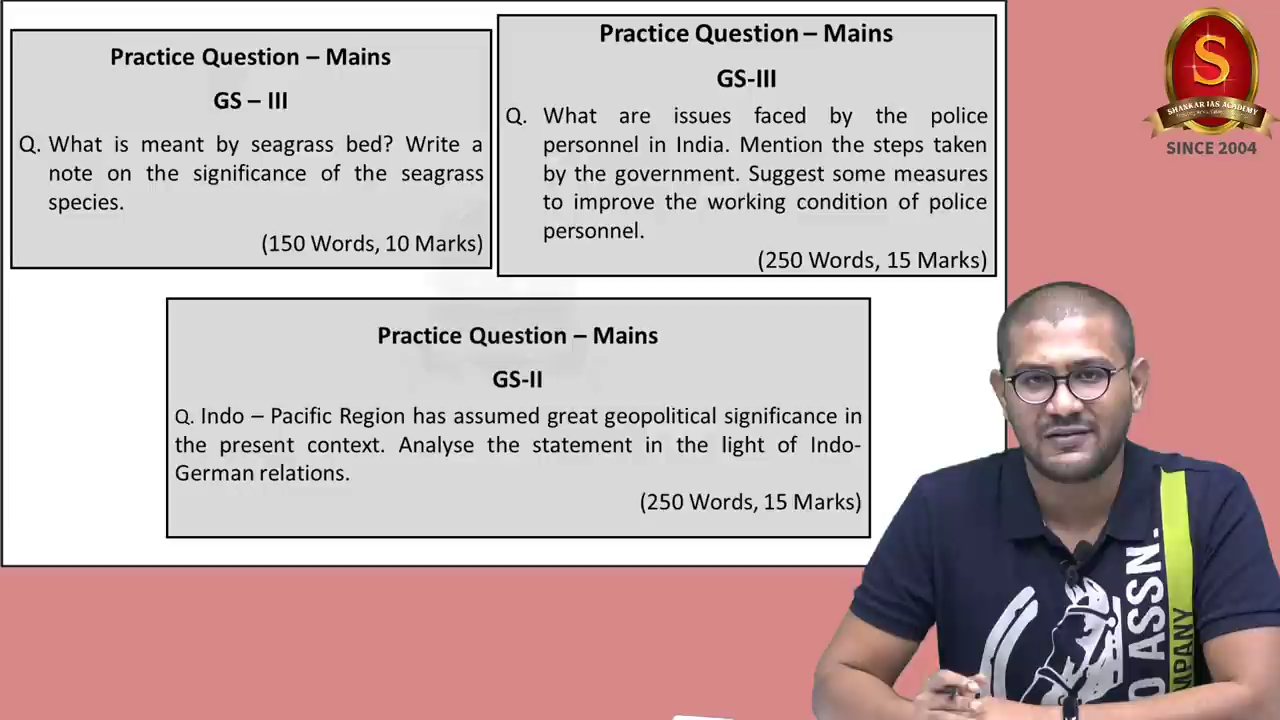 Practice Question – Mains
GS – III
Q. What is meant by seagrass bed? Write a
note on the significance of the seagrass
species.
(150 Words, 10 Marks)
Practice Question – Mains
GS-III
Q. What are issues faced by the police
personnel in India. Mention the steps taken
by the government. Suggest some measures
to improve the working condition of police
personnel.
(250 Words, 15 Marks)
Practice Question – Mains
GS-II
Q. Indo – Pacific Region has assumed great geopolitical significance in
the present context. Analyse the statement in the light of Indo-
German relations.
(250 Words, 15 Marks)
S
SHANKAR IAS ACADEMY
SINCE 2004
ASSN.
MPANY